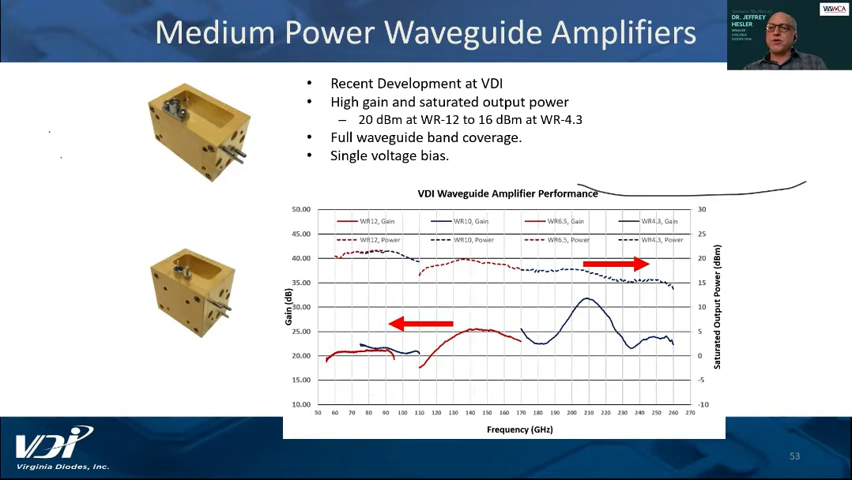 Medium Power Waveguide Amplifiers
DR. JEFFREY
HESLER
WCA
• Recent Development at VDI
• High gain and saturated output power
– 20 dBm at WR-12 to 16 dBm at WR-4.3
• Full waveguide band coverage.
• Single voltage bias.
VDI Waveguide Amplifier Performance
WR12, Gain WR10, Gain WR6.5, Gain WR4.3, Gain
WR12, Power WR10, Power WR6.5, Power WR4.3, Power
50.00 30
45.00 25
40.00 20
35.00 15
30.00 10
25.00 5
20.00 0
15.00 -5
10.00 -10
Gain (dB)
Saturated Output Power (dBm)
50 60 70 80 90 100 110 120 130 140 150 160 170 180 190 200 210 220 230 240 250 260 270
Frequency (GHz)
VDI
Virginia Diodes, Inc.
53